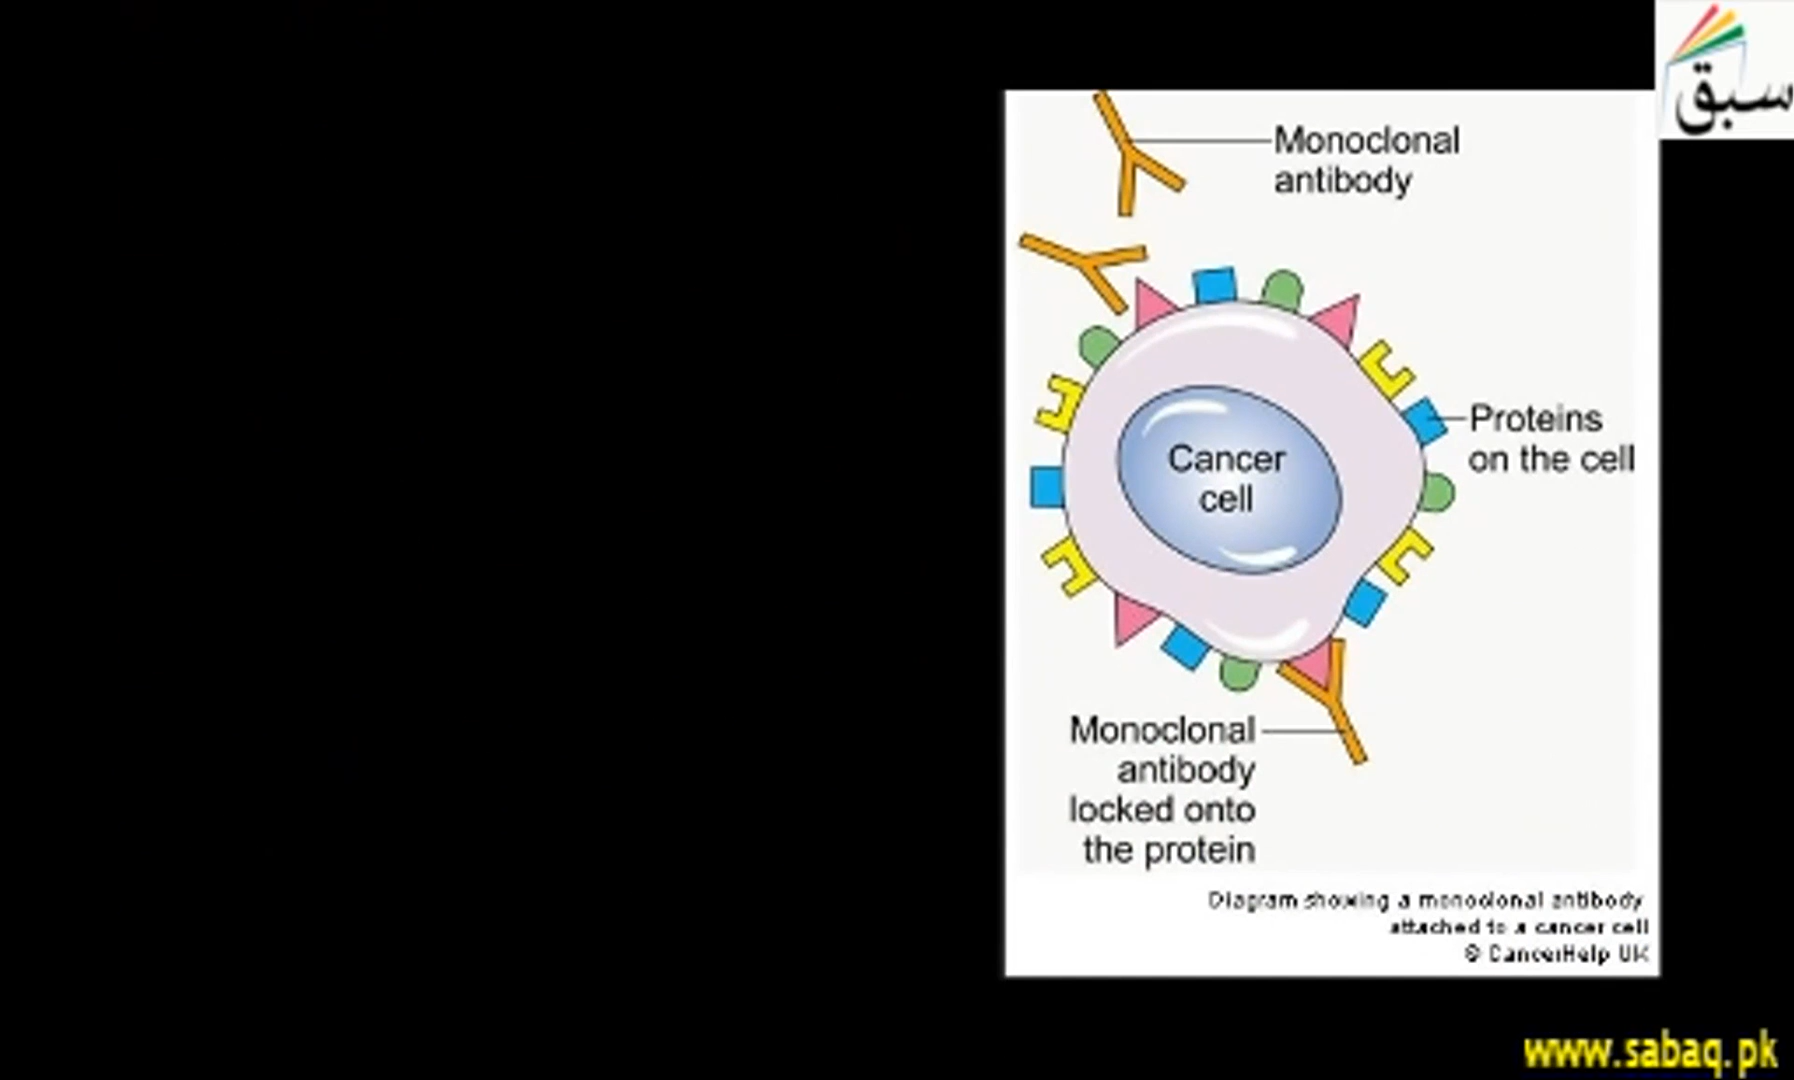 سبق
Monoclonal
antibody
Proteins
on the cell
Cancer
cell
Monoclonal
antibody
locked onto
the protein
Diagram showing a monoclonal antibody
attached to a cancer cell
© CancerHelp UK
www.sabaq.pk